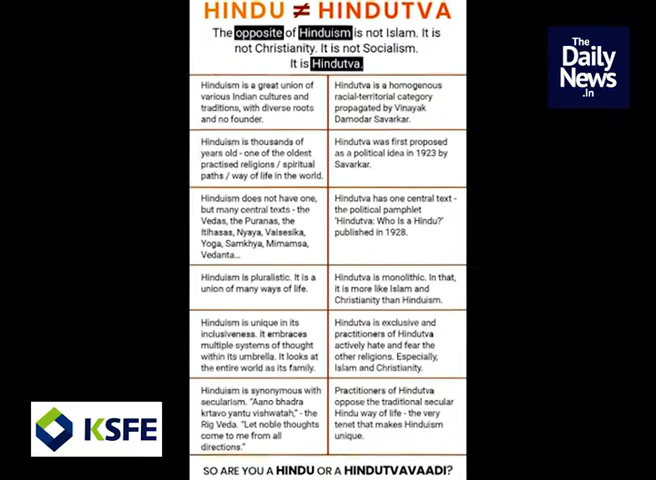 HINDU ≠ HINDUTVA
The opposite of Hinduism is not Islam. It is
not Christianity. It is not Socialism.
It is Hindutva.
Hinduism is a great union of
various Indian cultures and
traditions, with diverse roots
and no founder.
Hindutva is a homogenous
racial-territorial category
propagated by Vinayak
Damodar Savarkar.
Hinduism is thousands of
years old - one of the oldest
practised religions / spiritual
paths / way of life in the world.
Hindutva was first proposed
as a political idea in 1923 by
Savarkar.
Hinduism does not have one,
but many central texts - the
Vedas, the Puranas, the
Itihasas, Nyaya, Vaisesika,
Yoga, Samkhya, Mimamsa,
Vedanta...
Hindutva has one central text -
the political pamphlet
'Hindutva: Who Is a Hindu?'
published in 1928.
Hinduism is pluralistic. It is a
union of many ways of life.
Hindutva is monolithic. In that,
it is more like Islam and
Christianity than Hinduism.
Hinduism is unique in its
inclusiveness. It embraces
multiple systems of thought
within its umbrella. It looks at
the entire world as its family.
Hindutva is exclusive and
practitioners of Hindutva
actively hate and fear the
other religions. Especially,
Islam and Christianity.
Hinduism is synonymous with
secularism. "Aano bhadra
krtavo yantu vishwatah," - the
Rig Veda. "Let noble thoughts
come to me from all
directions."
Practitioners of Hindutva
oppose the traditional secular
Hindu way of life - the very
tenet that makes Hinduism
unique.
SO ARE YOU A HINDU OR A HINDUTVAVAADI?
The
Daily
News
.in
KSFE